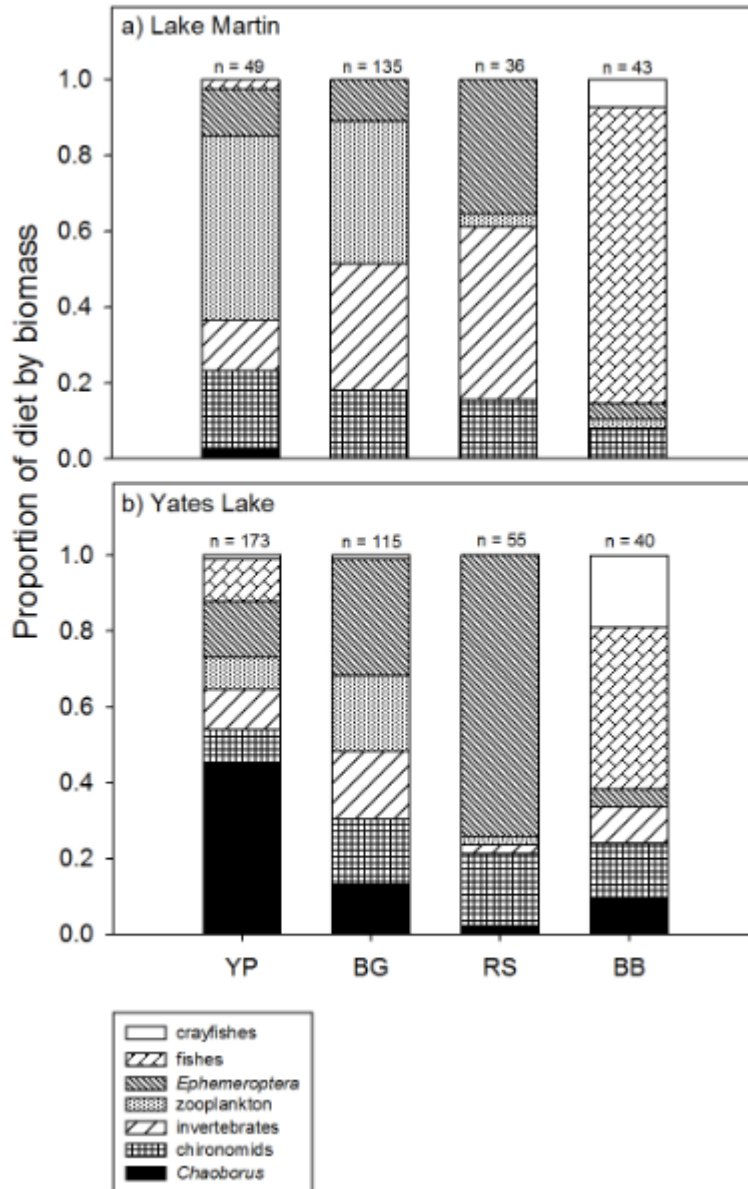 a) Lake Martin
n = 49 n = 135 n = 36 n = 43
1.0
0.8
0.6
0.4
0.2
0.0
Proportion of diet by biomass
b) Yates Lake
n = 173 n = 115 n = 55 n = 40
1.0
0.8
0.6
0.4
0.2
0.0
YP BG RS BB
crayfishes
fishes
Ephemeroptera
zooplankton
invertebrates
chironomids
Chaoborus